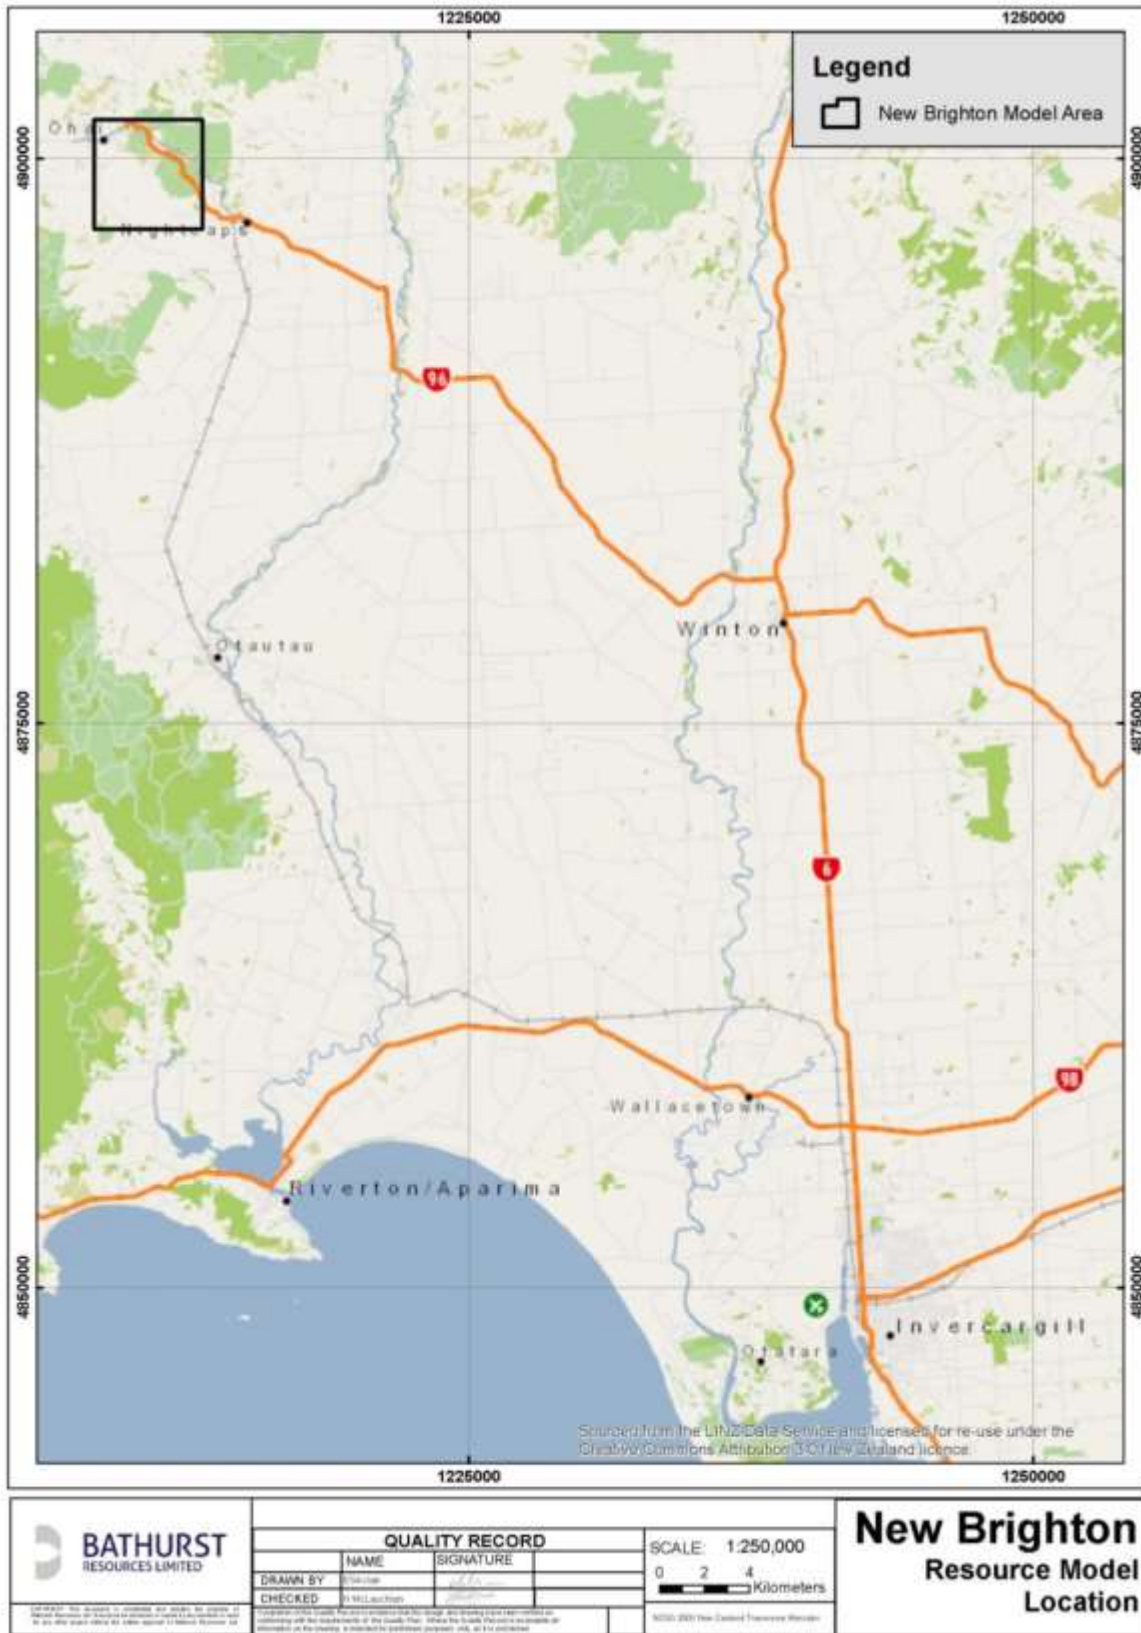 1225000
1250000
Legend
New Brighton Model Area
4900000
4900000
Nightcaps
96
Winton
Otautau
4875000
4875000
6
98
Wallacetown
Riverton/Aparima
4850000
4850000
Invercargill
Otatara
Sourced from the LINZ Data Service and licensed for re-use under the
Creative Commons Attribution 3.0 New Zealand licence
1225000
1250000
BATHURST
RESOURCES LIMITED
QUALITY RECORD
NAME
SIGNATURE
DRAWN BY
CHECKED
SCALE: 1:250,000
0 2 4
Kilometers
New Brighton
Resource Model
Location